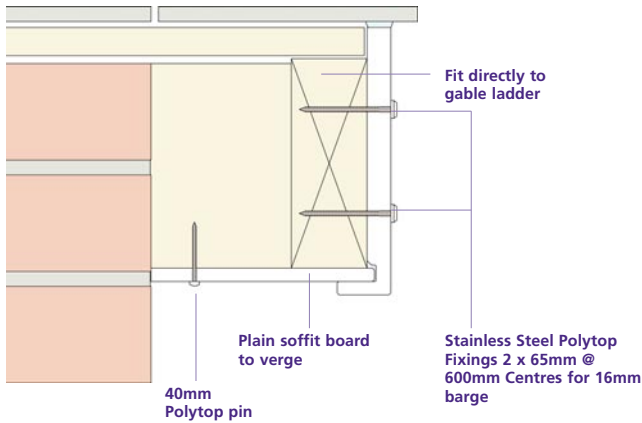 Fit directly to
gable ladder
Plain soffit board
to verge
Stainless Steel Polytop
Fixings 2 x 65mm @
600mm Centres for 16mm
barge
40mm
Polytop pin